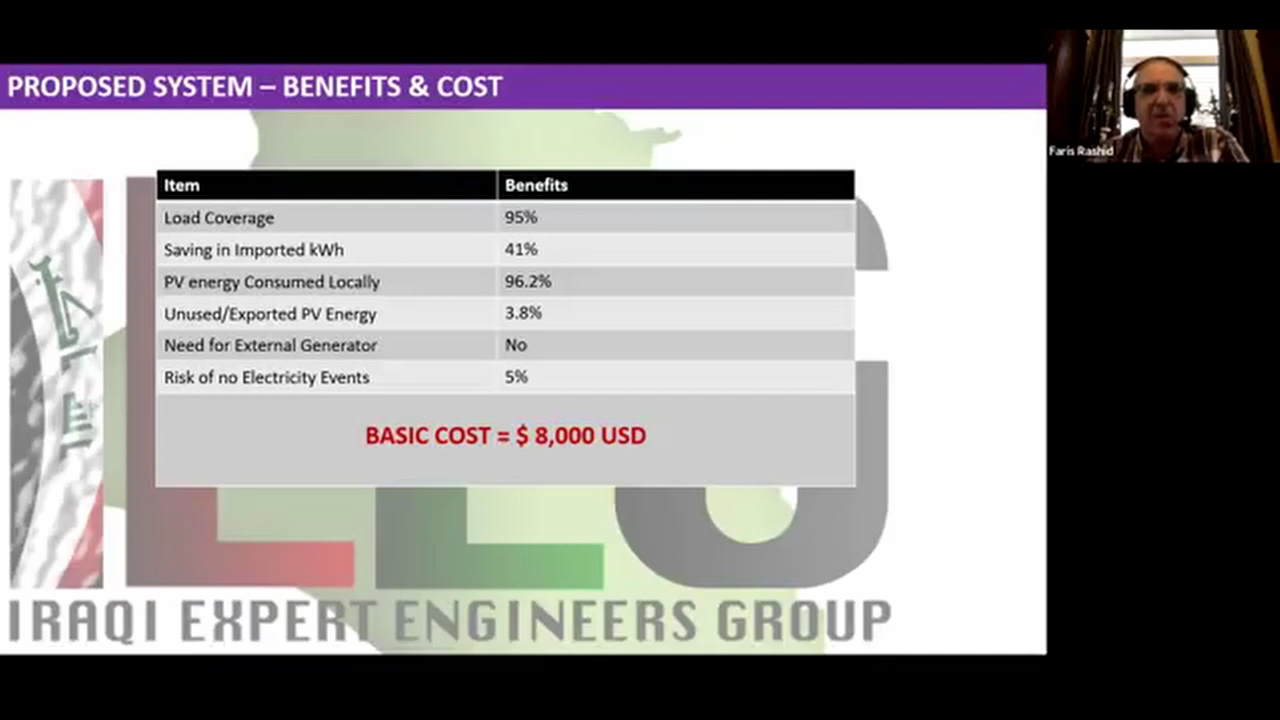 PROPOSED SYSTEM – BENEFITS & COST
Faris Rashid
Item Benefits
Load Coverage 95%
Saving in Imported kWh 41%
PV energy Consumed Locally 96.2%
Unused/Exported PV Energy 3.8%
Need for External Generator No
Risk of no Electricity Events 5%
BASIC COST = $ 8,000 USD
IRAQI EXPERT ENGINEERS GROUP